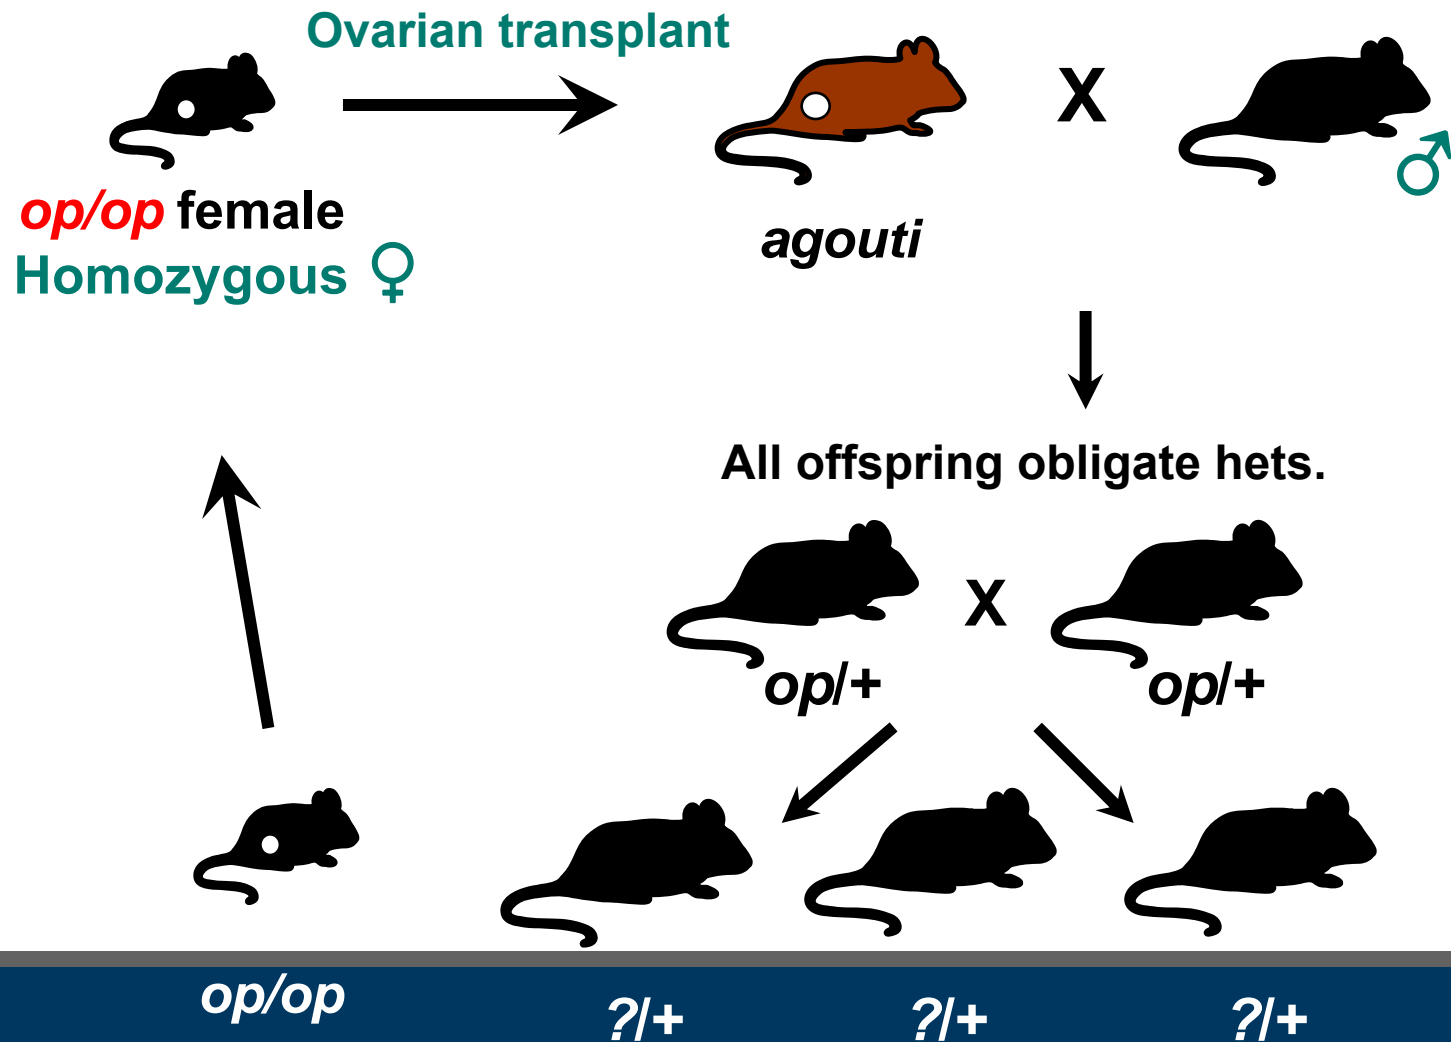 Ovarian transplant
X
♂
op/op female
Homozygous ♀
agouti
All offspring obligate hets.
X
op/+ op/+
op/op ?/+ ?/+ ?/+